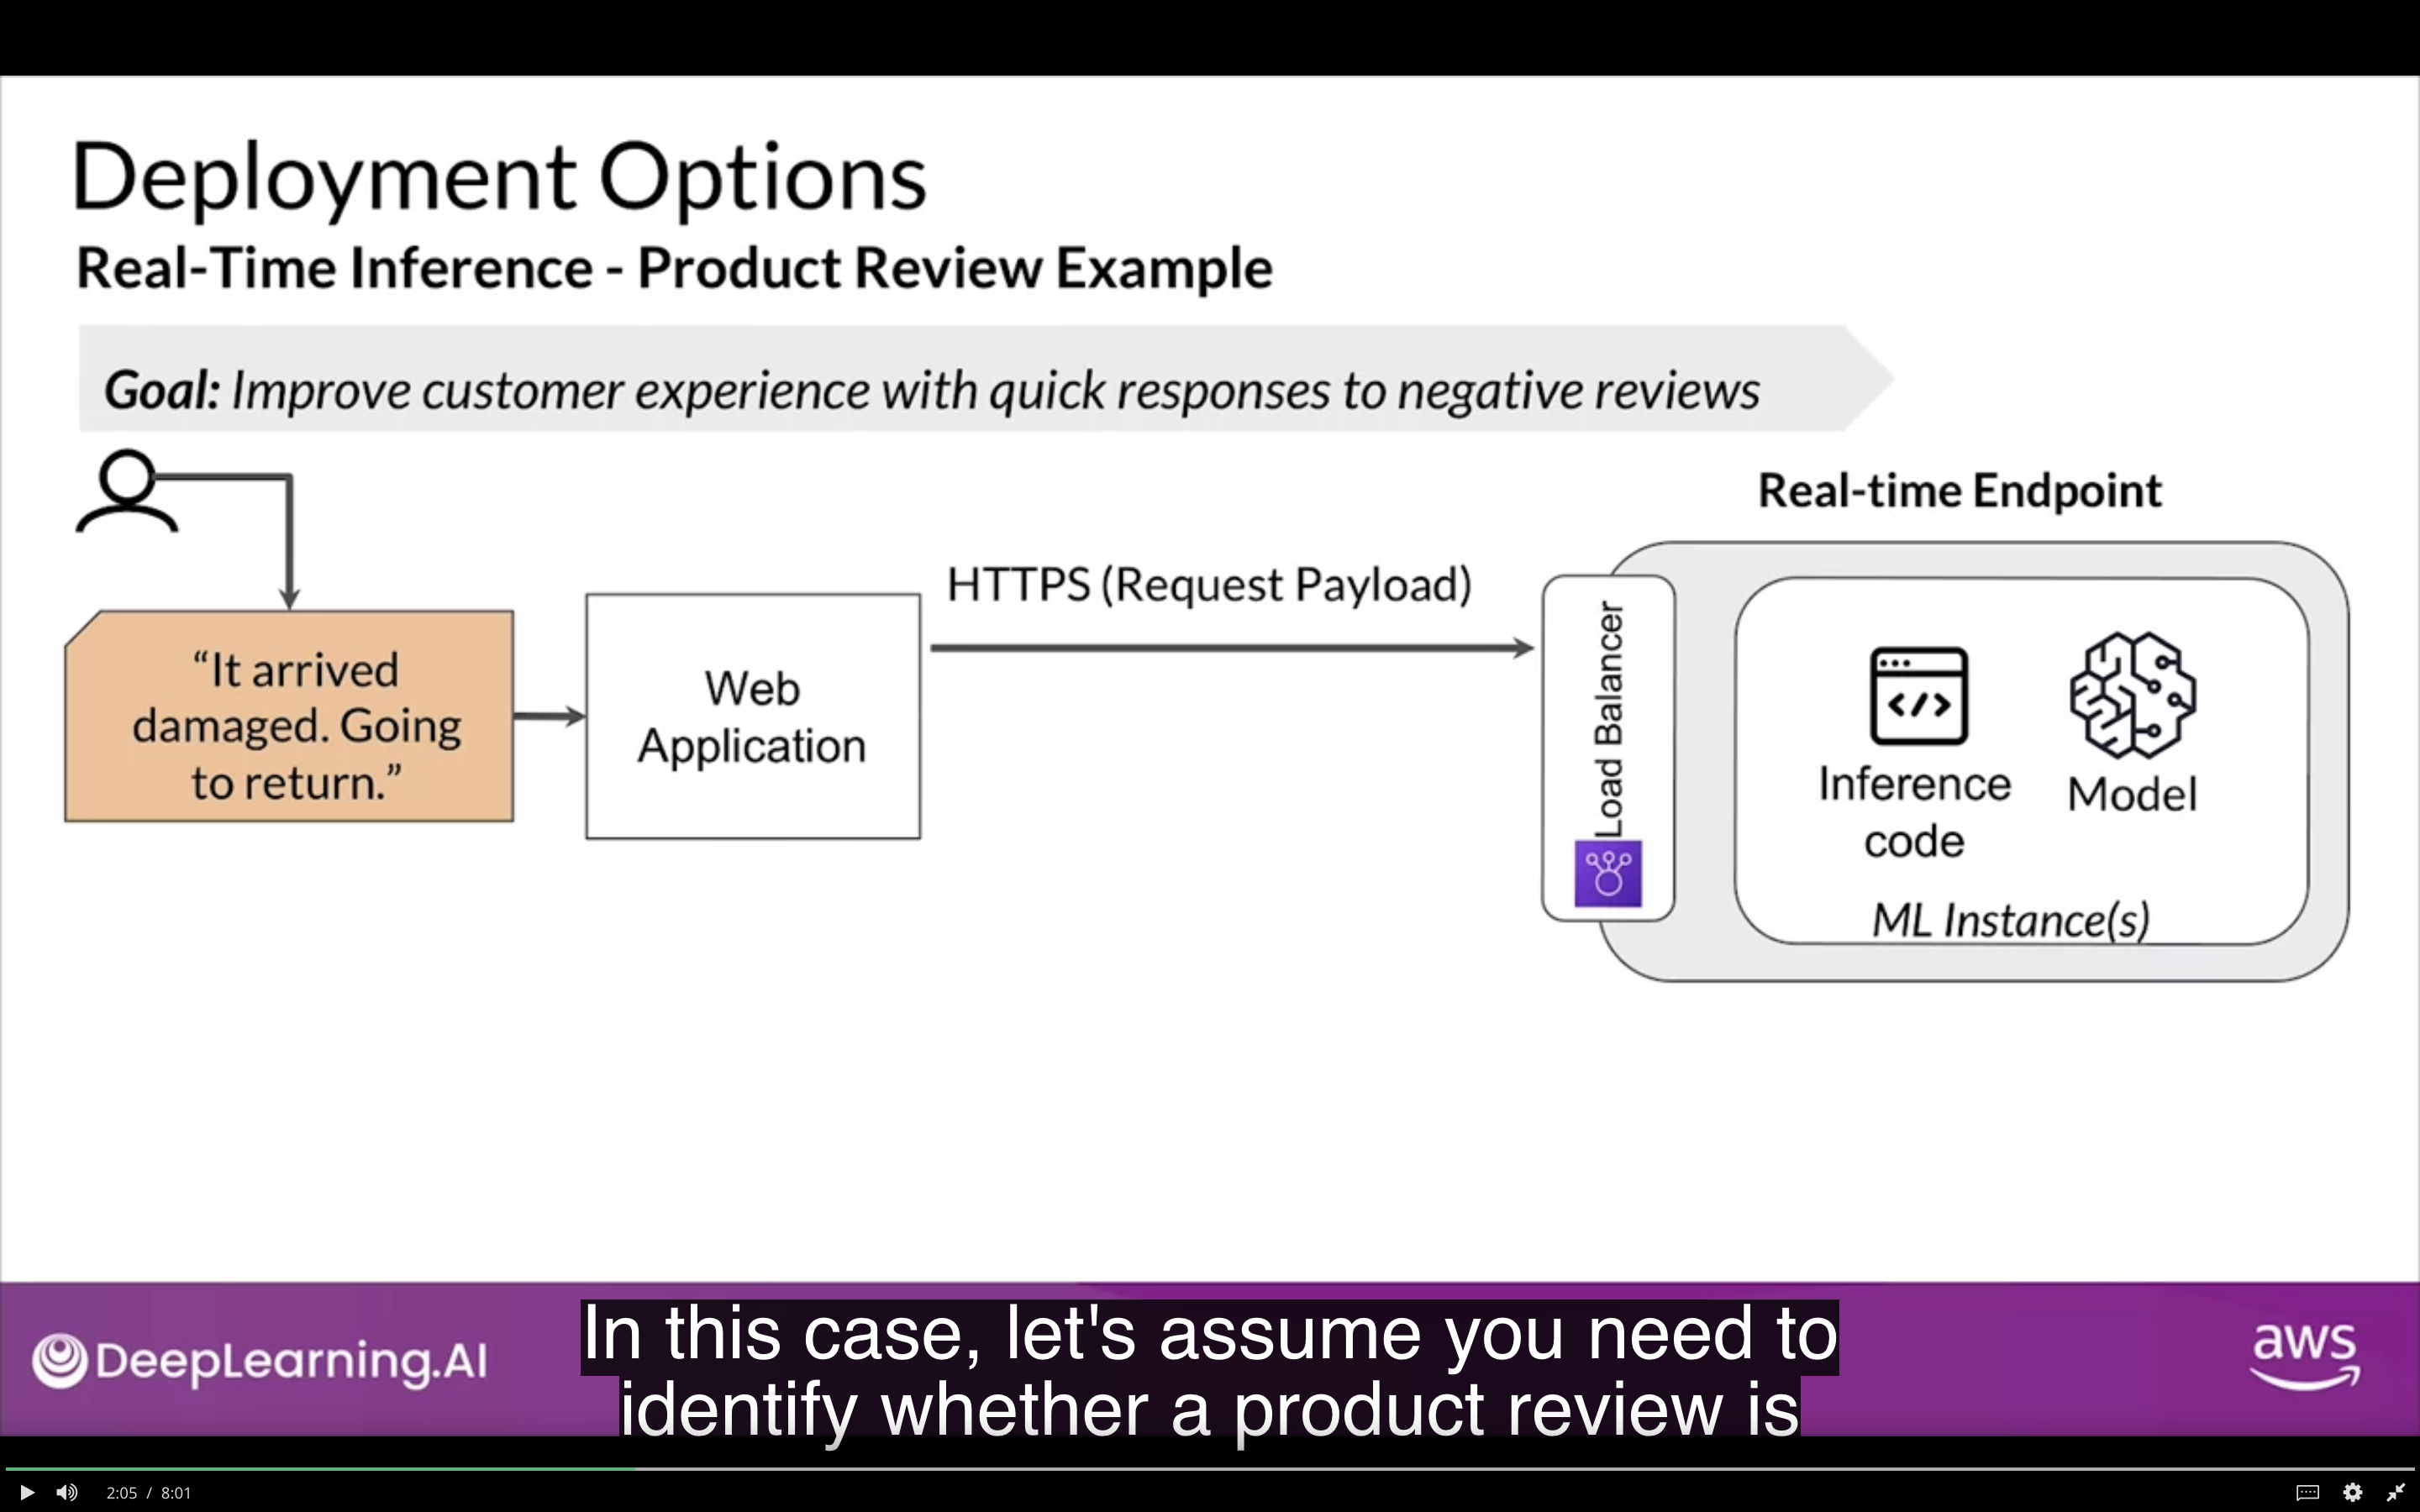 Deployment Options
Real-Time Inference - Product Review Example
Goal: Improve customer experience with quick responses to negative reviews
Real-time Endpoint
HTTPS (Request Payload)
“It arrived
damaged. Going
to return.”
Web
Application
Load Balancer
</>
Inference
code
Model
ML Instance(s)
DeepLearning.AI
In this case, let's assume you need to
identify whether a product review is
aws
2:05 / 8:01